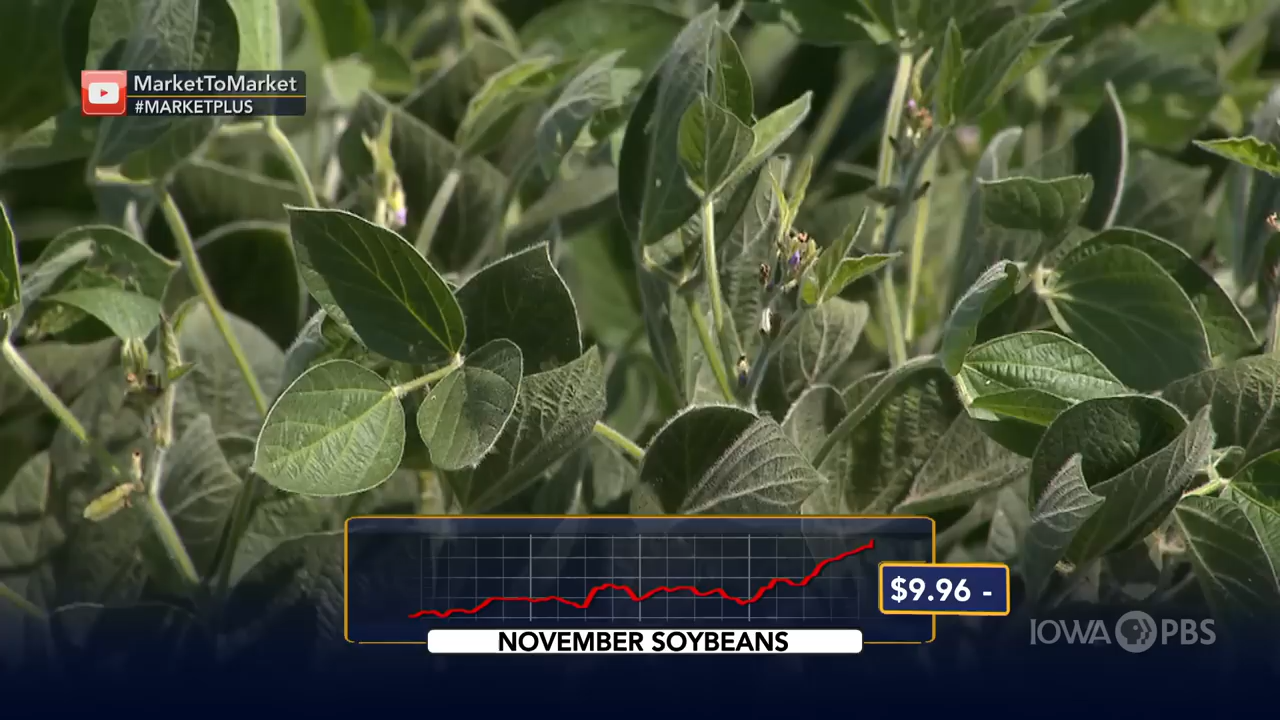 MarketToMarket
#MARKETPLUS
$9.96 -
NOVEMBER SOYBEANS
IOWA PBS